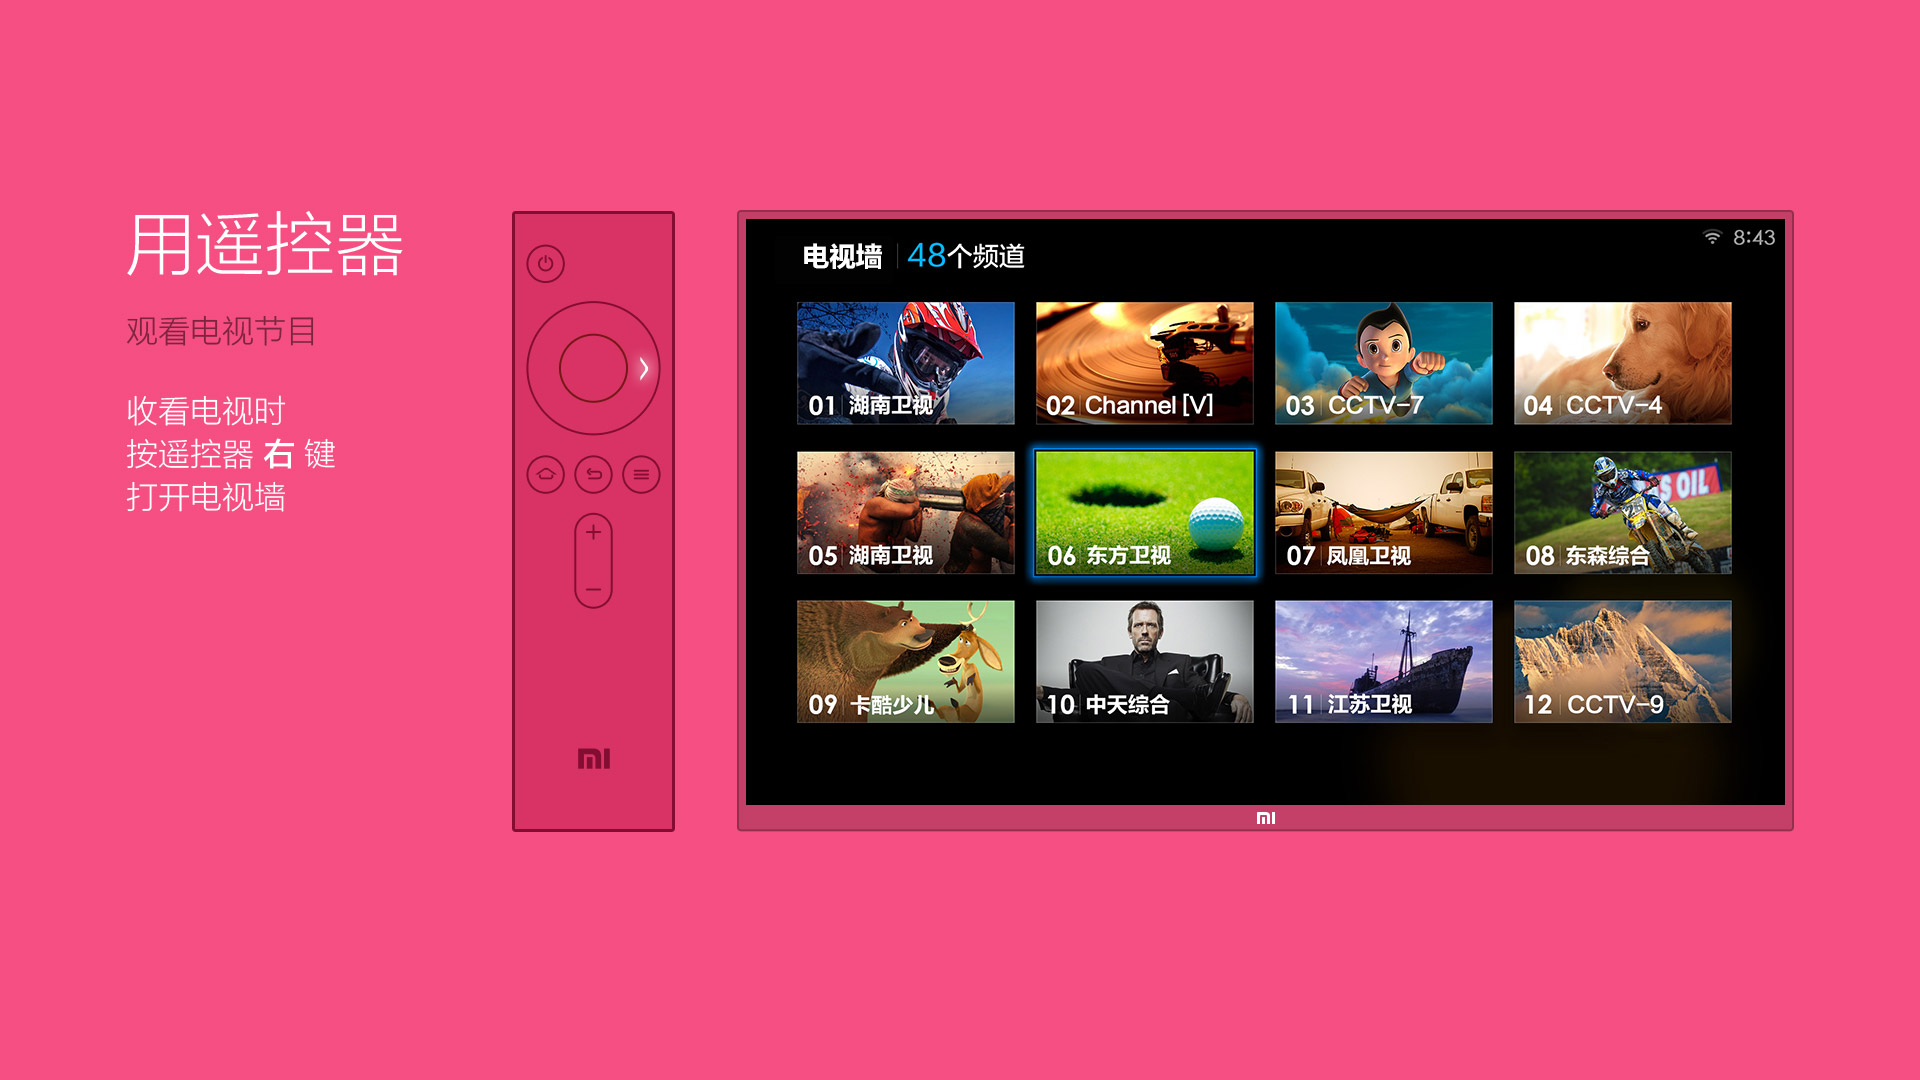 用遥控器
观看电视节目
收看电视时
按遥控器 右 键
打开电视墙
mi
电视墙 48个频道
8:43
01 湖南卫视
02 Channel [V]
03 CCTV-7
04 CCTV-4
05 湖南卫视
06 东方卫视
07 凤凰卫视
S OIL
08 东森综合
09 卡酷少儿
10 中天综合
11 江苏卫视
12 CCTV-9
mi